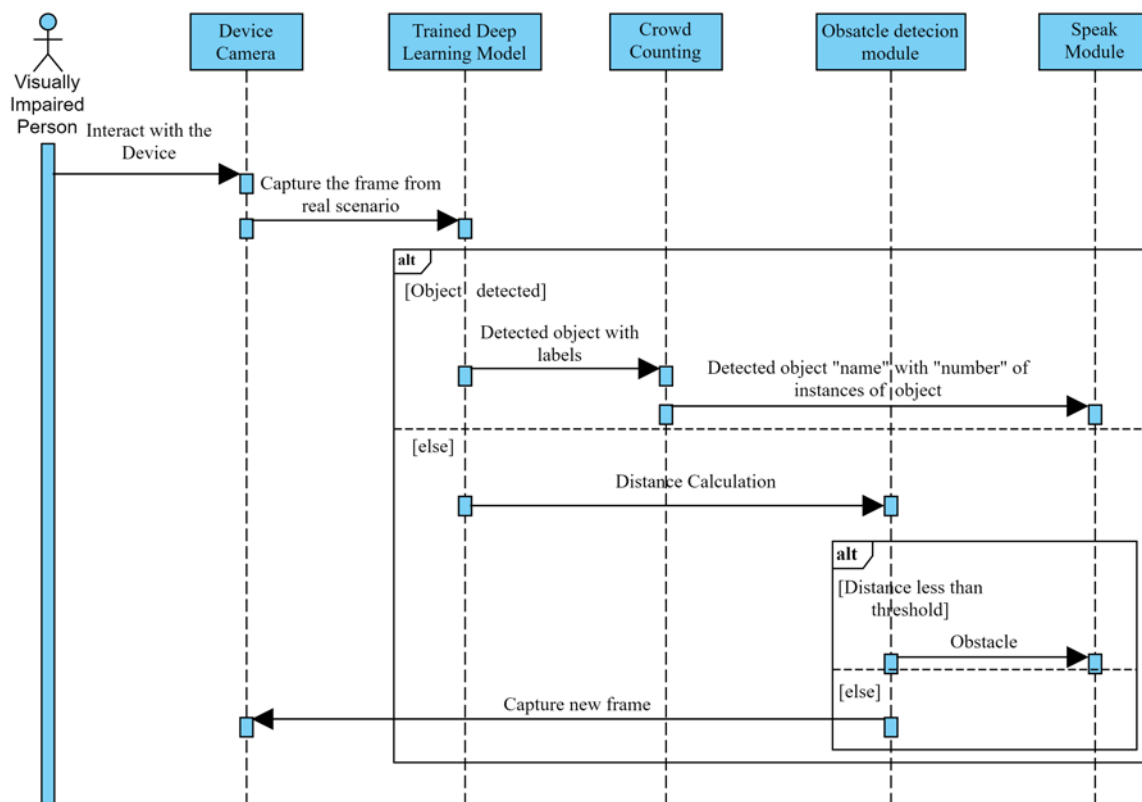 Device
Camera
Trained Deep
Learning Model
Crowd
Counting
Obsatcle detecion
module
Speak
Module
Visually
Impaired
Person
Interact with the
Device
Capture the frame from
real scenario
alt
[Object detected]
Detected object with
labels
Detected object "name" with "number" of
instances of object
[else]
Distance Calculation
alt
[Distance less than
threshold]
Obstacle
[else]
Capture new frame